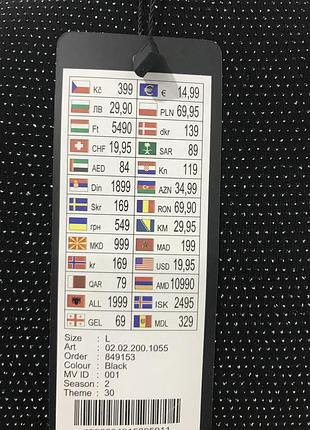 Kč 399 € 14,99
ЛВ 29,90 PLN 69,95
Ft 5490 dkr 139
CHF 19,95 SAR 89
AED 84 Kn 119
Din 1899 AZN 34,99
Skr 169 RON 69,90
грн 549 KM 29,95
MKD 999 MAD 199
kr 169 USD 19,95
QAR 79 AMD 10990
ALL 1999 ISK 2495
GEL 69 MDL 329
Size : L
Art : 02.02.200.1055
Order : 849153
Colour : Black
MV ID : 001
Season : 2
Theme : 30